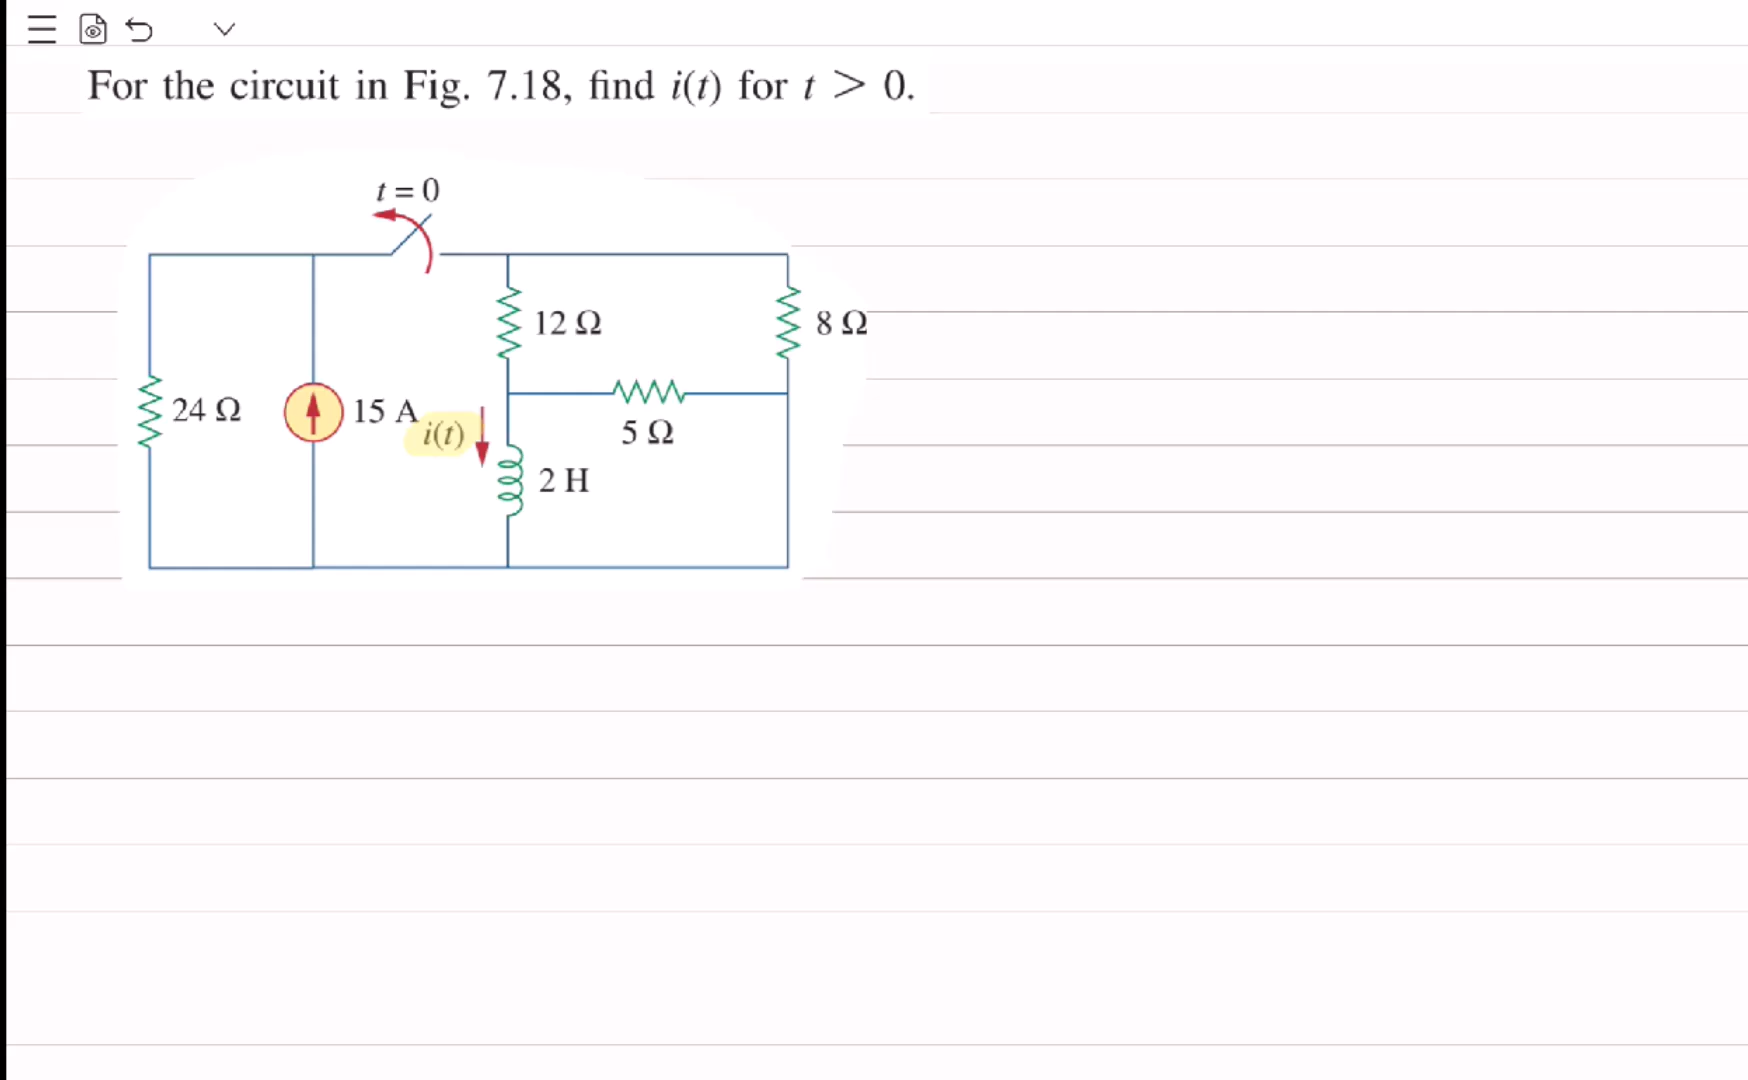 For the circuit in Fig. 7.18, find i(t) for t > 0.
t = 0
12 Ω
8 Ω
24 Ω
15 A
i(t)
5 Ω
2 H